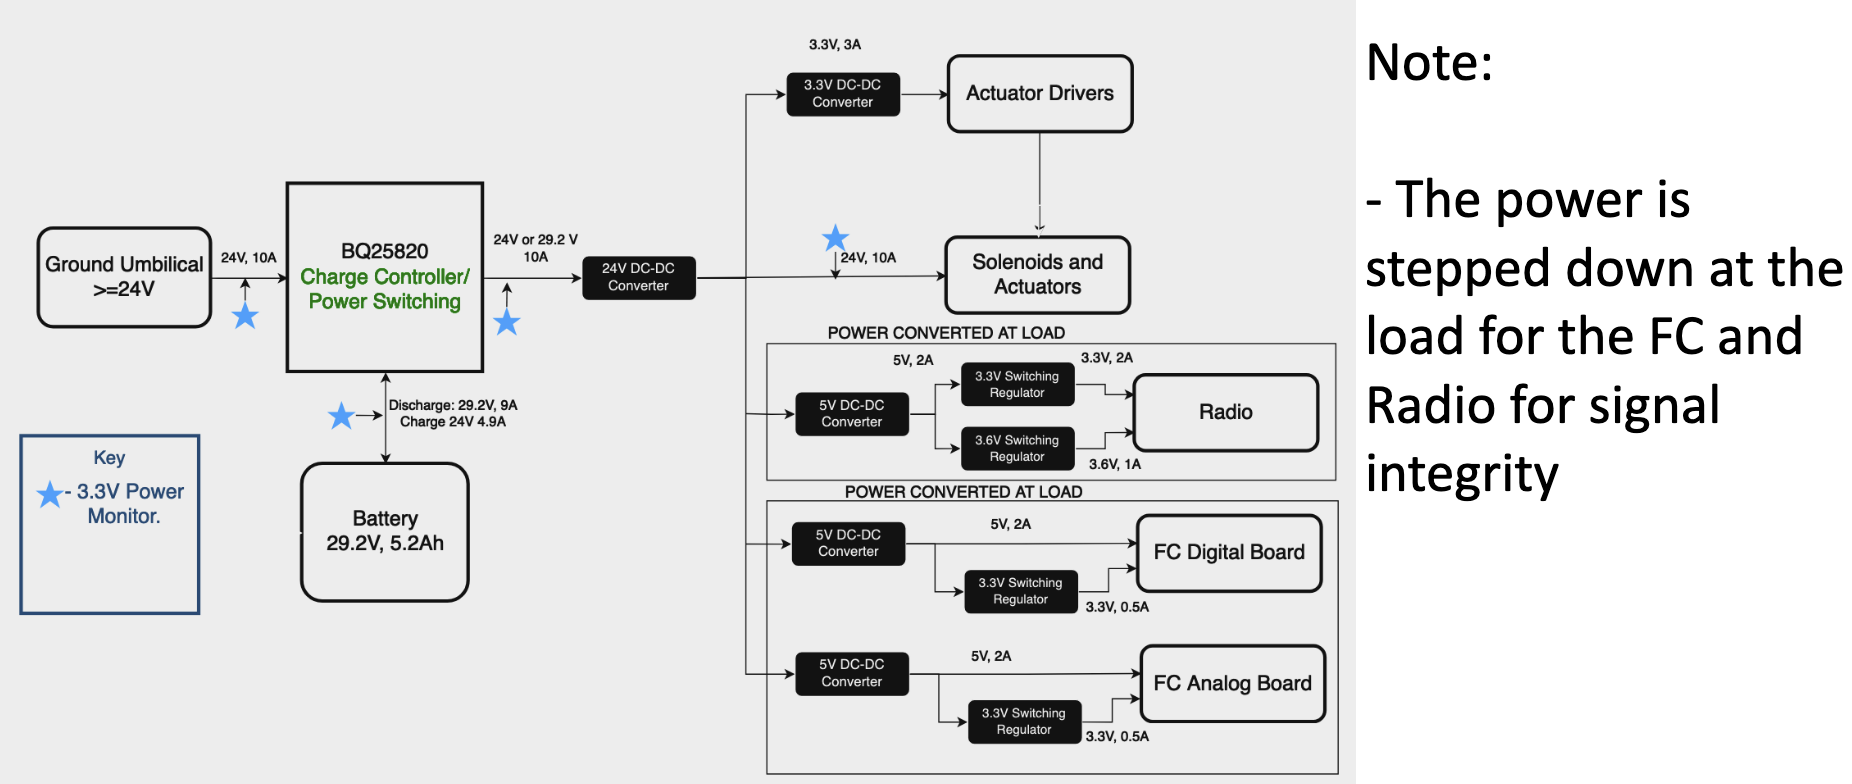 3.3V, 3A
3.3V DC-DC
Converter
Actuator Drivers
Ground Umbilical
>=24V
24V, 10A
BQ25820
Charge Controller/
Power Switching
24V or 29.2 V
10A
24V DC-DC
Converter
24V, 10A
Solenoids and
Actuators
Discharge: 29.2V, 9A
Charge 24V 4.9A
Battery
29.2V, 5.2Ah
Key
- 3.3V Power
Monitor.
POWER CONVERTED AT LOAD
5V DC-DC
Converter
5V, 2A
3.3V Switching
Regulator
3.3V, 2A
3.6V Switching
Regulator
3.6V, 1A
Radio
POWER CONVERTED AT LOAD
5V DC-DC
Converter
5V, 2A
3.3V Switching
Regulator
3.3V, 0.5A
FC Digital Board
5V DC-DC
Converter
5V, 2A
3.3V Switching
Regulator
3.3V, 0.5A
FC Analog Board
Note:
- The power is
stepped down at the
load for the FC and
Radio for signal
integrity